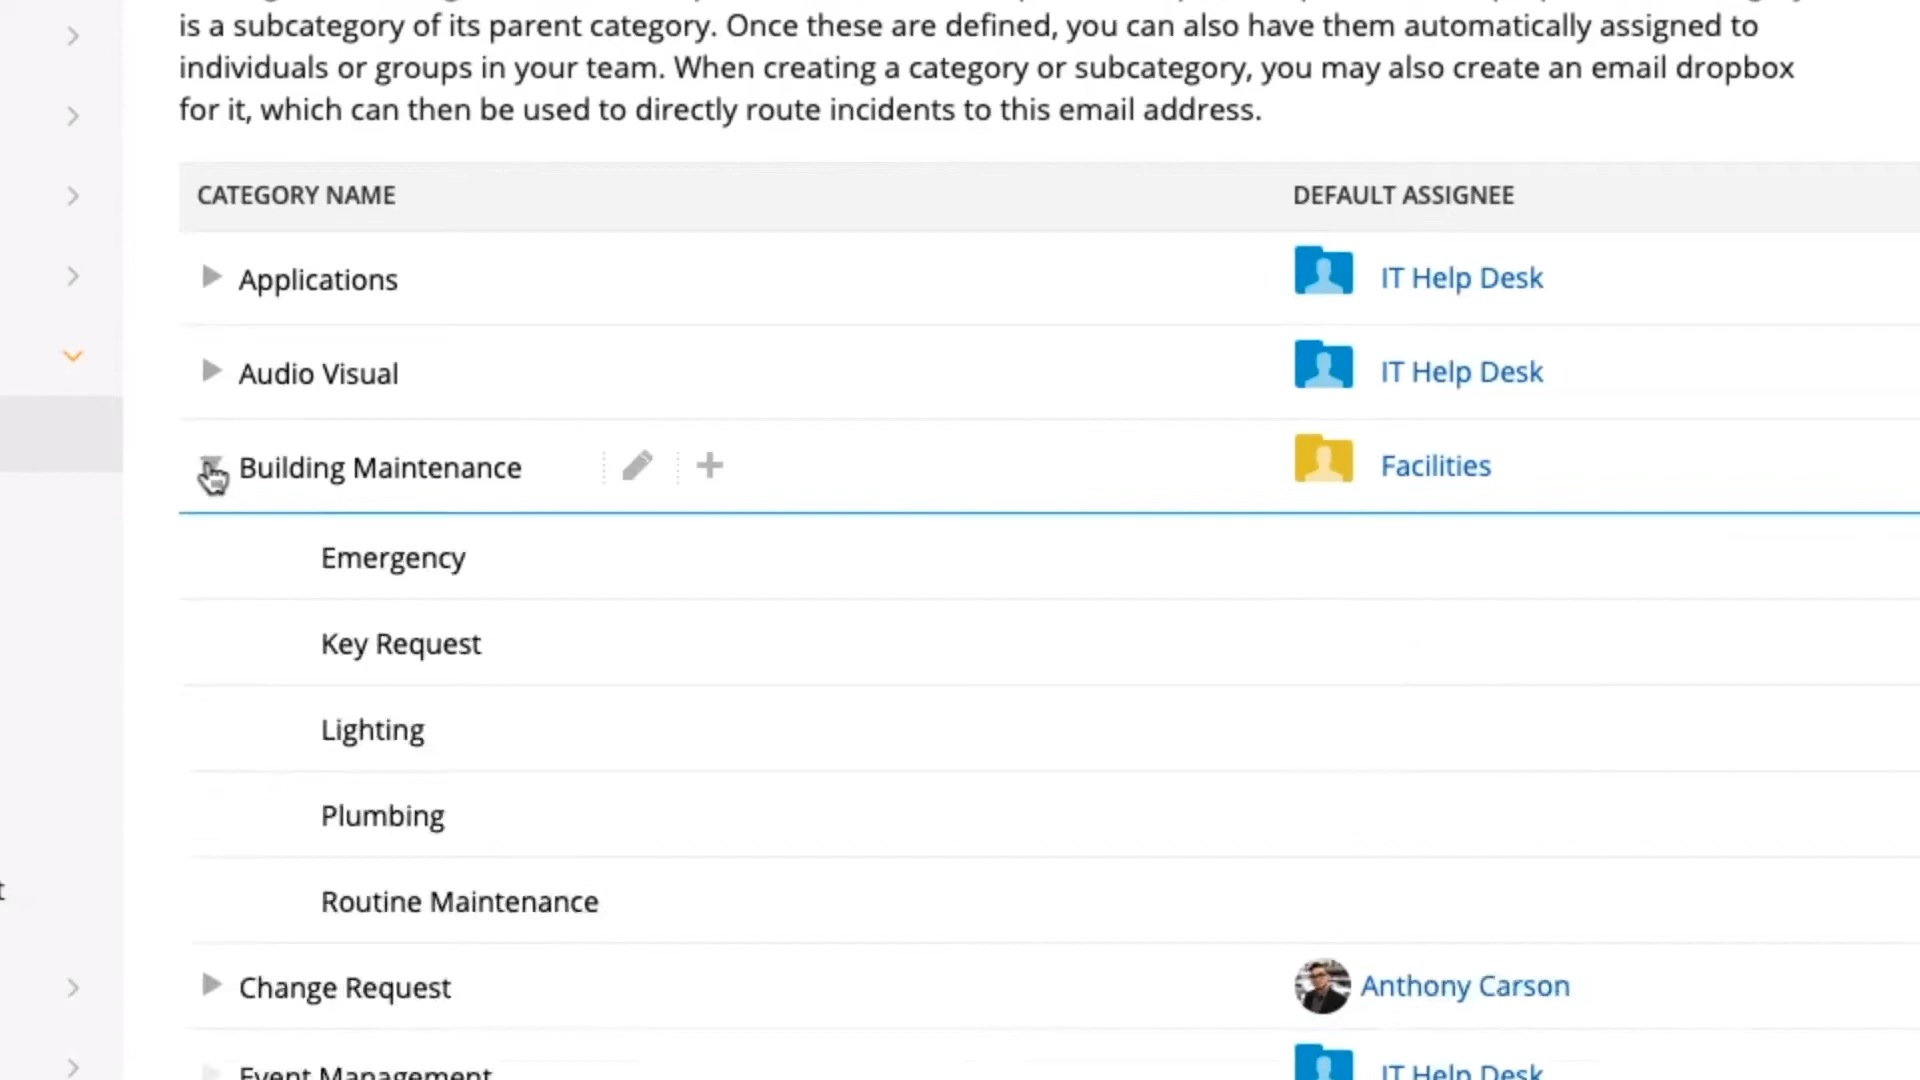 is a subcategory of its parent category. Once these are defined, you can also have them automatically assigned to
individuals or groups in your team. When creating a category or subcategory, you may also create an email dropbox
for it, which can then be used to directly route incidents to this email address.
CATEGORY NAME DEFAULT ASSIGNEE
Applications IT Help Desk
Audio Visual IT Help Desk
Building Maintenance Facilities
Emergency
Key Request
Lighting
Plumbing
Routine Maintenance
Change Request Anthony Carson
Event Management IT Help Desk